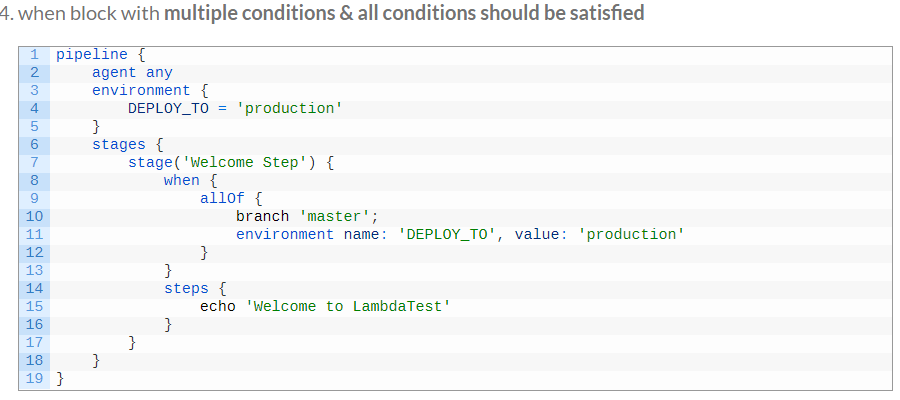 4. when block with multiple conditions & all conditions should be satisfied
1 pipeline {
2     agent any
3     environment {
4         DEPLOY_TO = 'production'
5     }
6     stages {
7         stage('Welcome Step') {
8             when {
9                 allOf {
10                     branch 'master';
11                     environment name: 'DEPLOY_TO', value: 'production'
12                 }
13             }
14             steps {
15                 echo 'Welcome to LambdaTest'
16             }
17         }
18     }
19 }